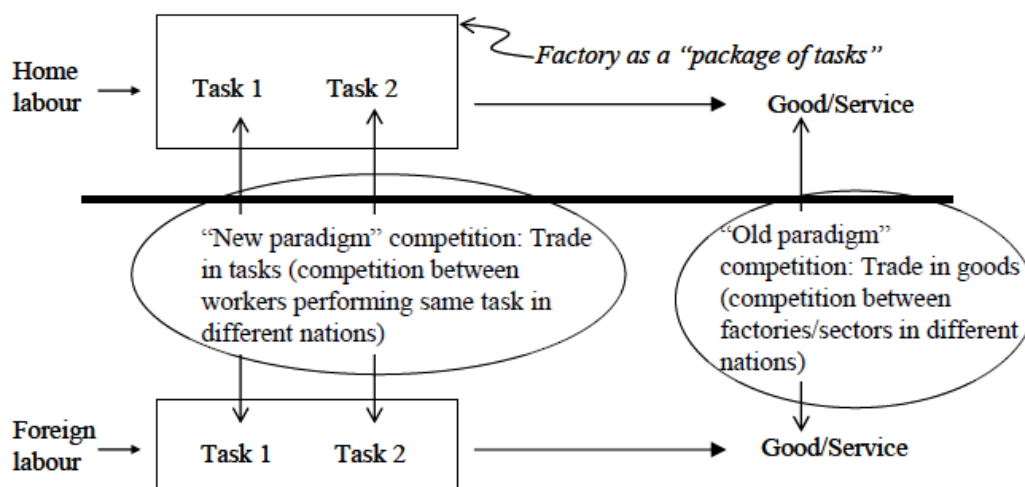 Factory as a “package of tasks”
Home
labour
Task 1
Task 2
Good/Service
“New paradigm” competition: Trade
in tasks (competition between
workers performing same task in
different nations)
“Old paradigm”
competition: Trade in goods
(competition between
factories/sectors in different
nations)
Foreign
labour
Task 1
Task 2
Good/Service